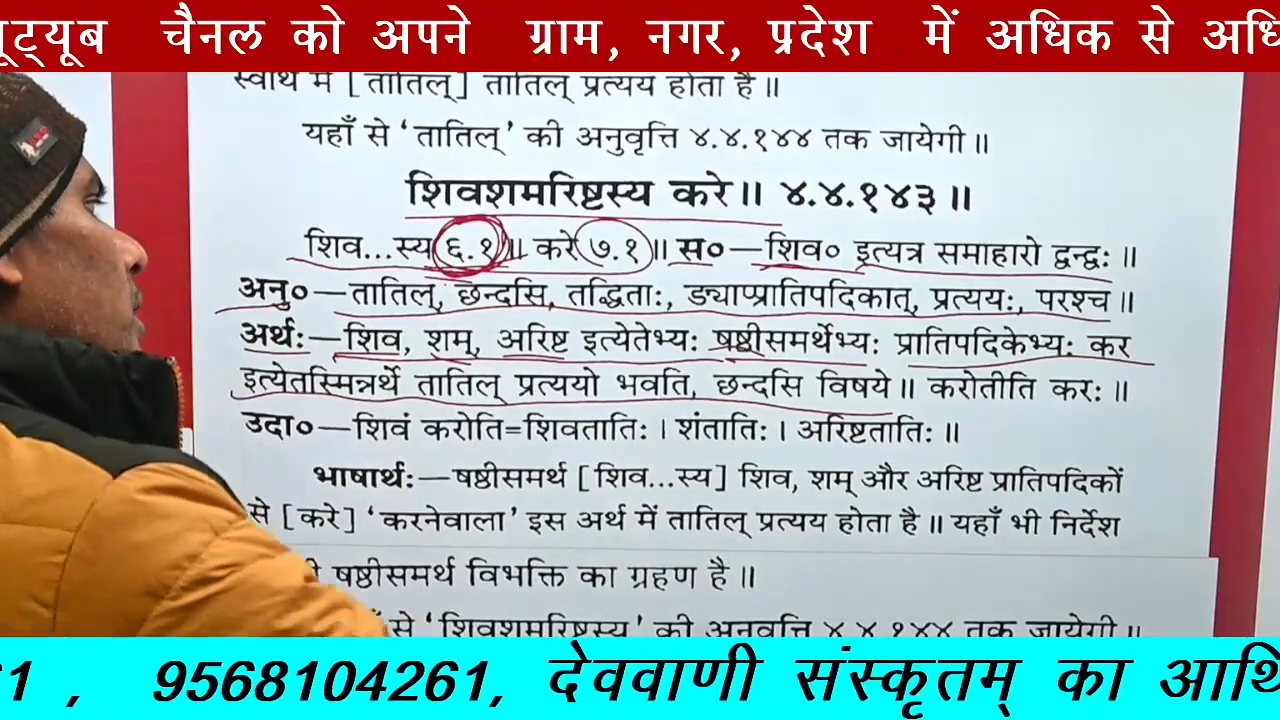 यूट्यूब चैनल को अपने ग्राम, नगर, प्रदेश में अधिक से
स्वार्थ में [तातिल्] तातिल् प्रत्यय होता है॥
यहाँ से ‘तातिल्’ की अनुवृत्ति ४.४.१४४ तक जायेगी॥
शिवशमरिष्टस्य करे॥ ४.४.१४३॥
शिव...स्य ६.१॥ करे ७.१॥ स०—शिव० इत्यत्र समाहारो द्वन्द्वः॥
अनु०—तातिल्, छन्दसि, तद्धिताः, ङ्याप्प्रातिपदिकात्, प्रत्ययः, परश्च॥
अर्थः—शिव, शम्, अरिष्ट इत्येतेभ्यः षष्ठीसमर्थेभ्यः प्रातिपदिकेभ्यः कर
इत्येतस्मिन्नर्थे तातिल् प्रत्ययो भवति, छन्दसि विषये॥ करोतीति करः॥
उदा०—शिवं करोति=शिवतातिः। शंतातिः। अरिष्टतातिः॥
भाषार्थः—षष्ठीसमर्थ [शिव...स्य] शिव, शम् और अरिष्ट प्रातिपदिकों
से [करे] ‘करनेवाला’ इस अर्थ में तातिल् प्रत्यय होता है॥ यहाँ भी निर्देश
षष्ठीसमर्थ विभक्ति का ग्रहण है॥
से ‘शिवशमरिष्टस्य’ की अनुवृत्ति ४.४.१४४ तक जायेगी॥
1 , 9568104261, देववाणी संस्कृतम् का